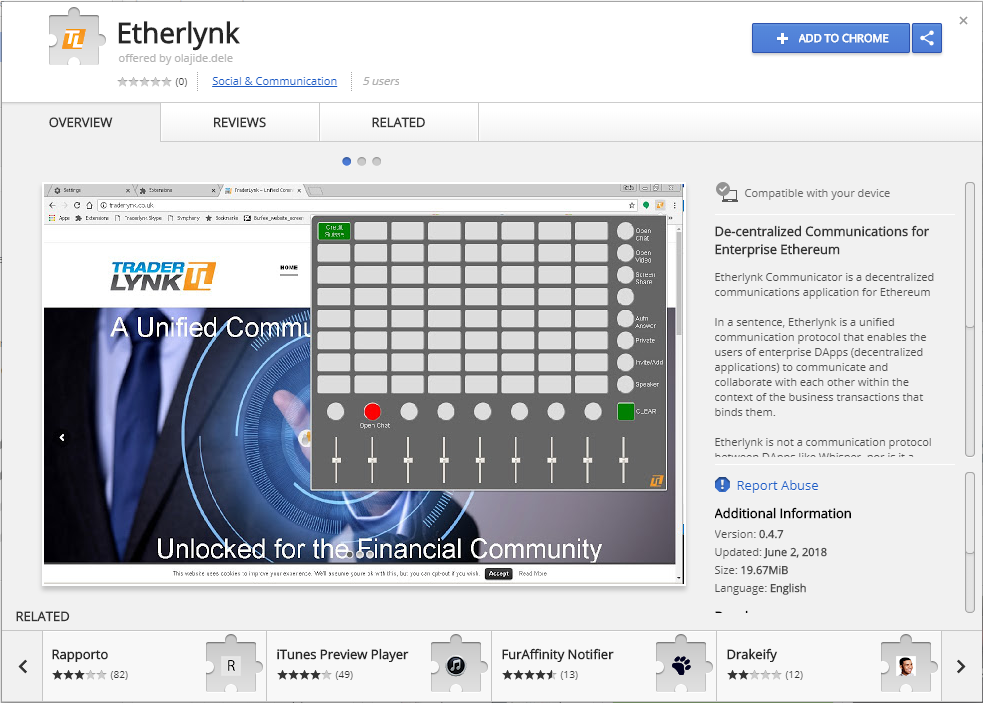 Etherlynk
offered by olajide.dele
(0)
Social & Communication
5 users
ADD TO CHROME
OVERVIEW
REVIEWS
RELATED
Settings
Extensions
TraderLynk – Unified Comm
traderlynk.co.uk
Apps
Extensions
Traderlynk Skype
Symphony
Bookmarks
TRADER
LYNK
TL
HOME
A Unified Commu
Unlocked for the Financial Community
This website uses cookies to improve your experience. We'll assume you're ok with this, but you can opt-out if you wish.
Accept
Read More
Credit
Suisse
Open
Chat
Open
Video
Screen
Share
Auto
Answer
Private
Invite/Add
Speaker
CLEAR
Open Chat
Compatible with your device
De-centralized Communications for
Enterprise Ethereum
Etherlynk Communicator is a decentralized
communications application for Ethereum
In a sentence, Etherlynk is a unified
communication protocol that enables the
users of enterprise DApps (decentralized
applications) to communicate and
collaborate with each other within the
context of the business transactions that
binds them.
Etherlynk is not a communication protocol
between DApps like Whisper, nor is it a
Report Abuse
Additional Information
Version: 0.4.7
Updated: June 2, 2018
Size: 19.67MiB
Language: English
RELATED
Rapporto
(82)
R
iTunes Preview Player
(49)
FurAffinity Notifier
(13)
Drakeify
(12)